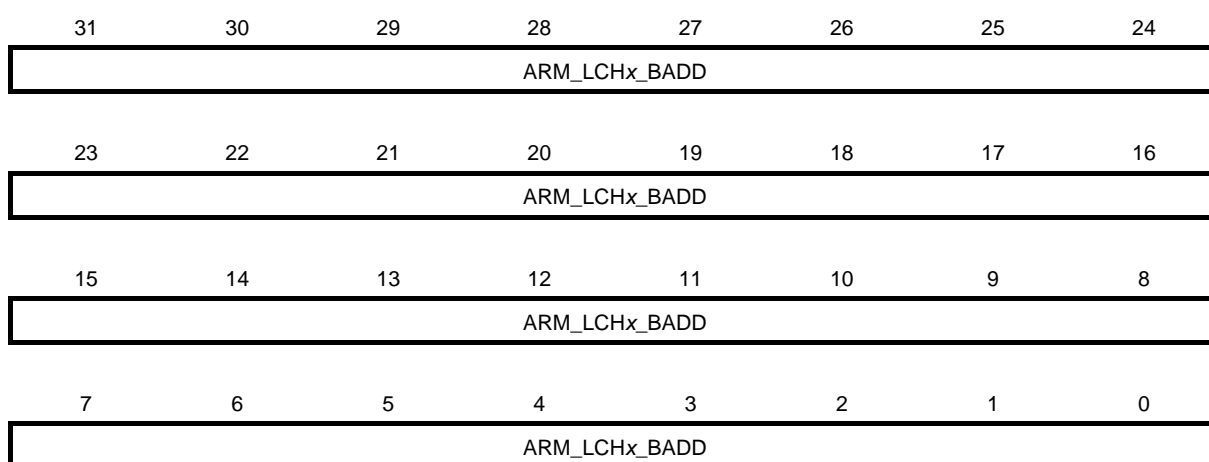 31 30 29 28 27 26 25 24
ARM_LCHx_BADD
23 22 21 20 19 18 17 16
ARM_LCHx_BADD
15 14 13 12 11 10 9 8
ARM_LCHx_BADD
7 6 5 4 3 2 1 0
ARM_LCHx_BADD